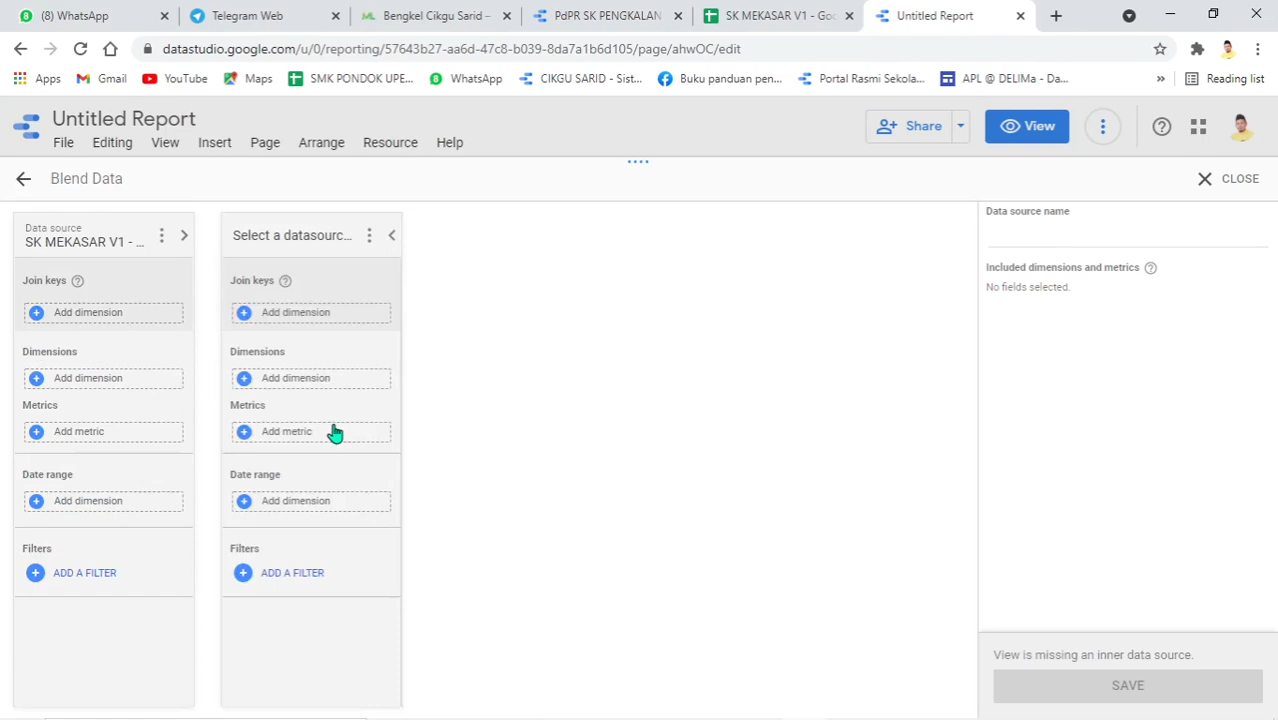 (8) WhatsApp
Telegram Web
Bengkel Cikgu Sarid –
PdPR SK PENGKALAN
SK MEKASAR V1 - Goo
Untitled Report
datastudio.google.com/u/0/reporting/57643b27-aa6d-47c8-b039-8da7a1b6d105/page/ahwOC/edit
Apps
Gmail
YouTube
Maps
SMK PONDOK UPE...
WhatsApp
CIKGU SARID - Sist...
Buku panduan pen...
Portal Rasmi Sekola...
APL @ DELIMa - Da...
»
Reading list
Untitled Report
File
Editing
View
Insert
Page
Arrange
Resource
Help
Share
View
Blend Data
CLOSE
Data source
SK MEKASAR V1 - ...
Join keys
Add dimension
Dimensions
Add dimension
Metrics
Add metric
Date range
Add dimension
Filters
ADD A FILTER
Select a datasourc...
Join keys
Add dimension
Dimensions
Add dimension
Metrics
Add metric
Date range
Add dimension
Filters
ADD A FILTER
Data source name
Included dimensions and metrics
No fields selected.
View is missing an inner data source.
SAVE